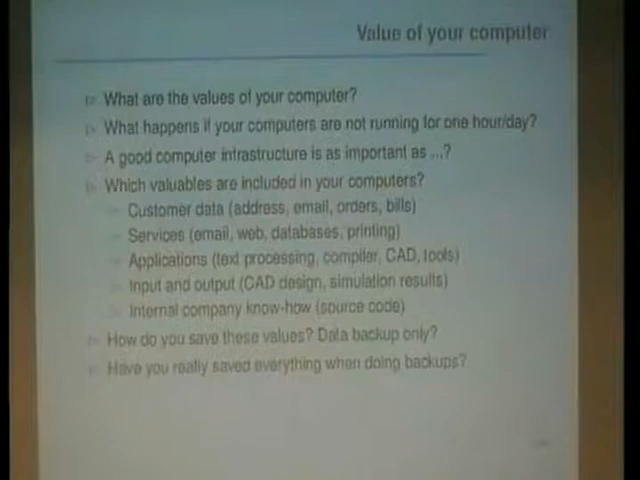 Value of your computer
What are the values of your computer?
What happens if your computers are not running for one hour/day?
A good computer infrastructure is as important as ...?
Which valuables are included in your computers?
Customer data (address, email, orders, bills)
Services (email, web, databases, printing)
Applications (text processing, compiler, CAD, tools)
Input and output (CAD design, simulation results)
Internal company know-how (source code)
How do you save these values? Data backup only?
Have you really saved everything when doing backups?